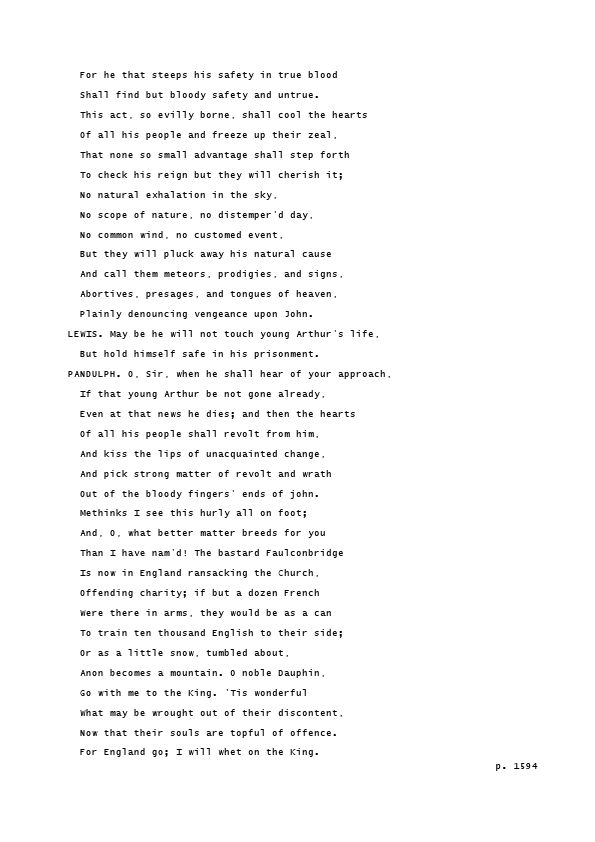 For he that steeps his safety in true blood
Shall find but bloody safety and untrue.
This act, so evilly borne, shall cool the hearts
Of all his people and freeze up their zeal,
That none so small advantage shall step forth
To check his reign but they will cherish it;
No natural exhalation in the sky,
No scope of nature, no distemper'd day,
No common wind, no customed event,
But they will pluck away his natural cause
And call them meteors, prodigies, and signs,
Abortives, presages, and tongues of heaven,
Plainly denouncing vengeance upon John.
LEWIS. May be he will not touch young Arthur's life,
But hold himself safe in his prisonment.
PANDULPH. O, Sir, when he shall hear of your approach,
If that young Arthur be not gone already,
Even at that news he dies; and then the hearts
Of all his people shall revolt from him,
And kiss the lips of unacquainted change,
And pick strong matter of revolt and wrath
Out of the bloody fingers' ends of john.
Methinks I see this hurly all on foot;
And, O, what better matter breeds for you
Than I have nam'd! The bastard Faulconbridge
Is now in England ransacking the Church,
Offending charity; if but a dozen French
Were there in arms, they would be as a can
To train ten thousand English to their side;
Or as a little snow, tumbled about,
Anon becomes a mountain. O noble Dauphin,
Go with me to the King. 'Tis wonderful
What may be wrought out of their discontent,
Now that their souls are topful of offence.
For England go; I will whet on the King.
p. 1594